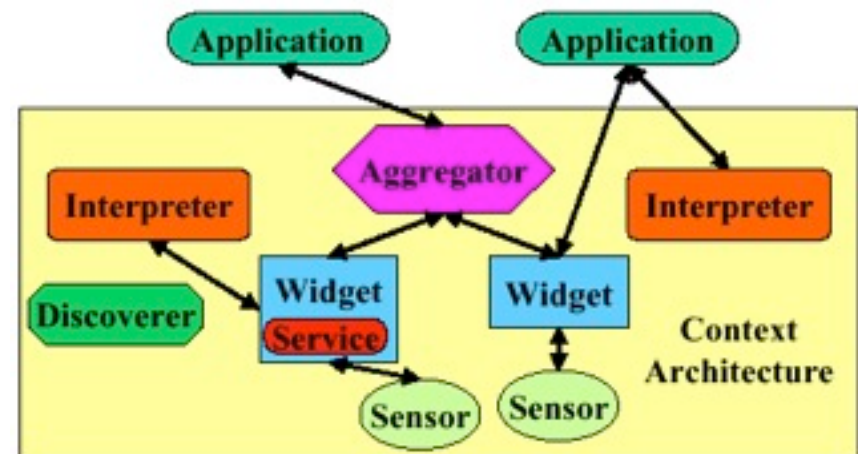 Application
Application
Aggregator
Interpreter
Interpreter
Widget
Service
Widget
Discoverer
Context
Architecture
Sensor
Sensor